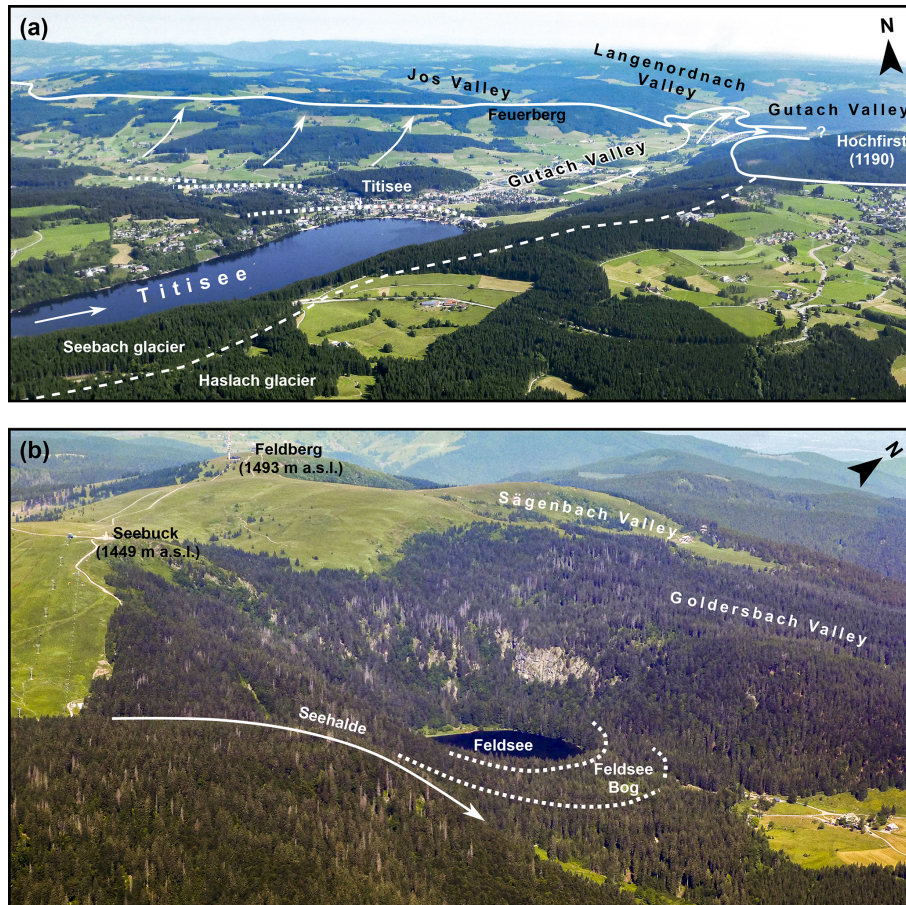 (a)
N
Langenordnach
Valley
Jos Valley
Gutach Valley
Feuerberg
?
Hochfirst
(1190)
Gutach Valley
Titisee
Titisee
Seebach glacier
Haslach glacier
(b)
N
Feldberg
(1493 m a.s.l.)
Sägenbach Valley
Seebuck
(1449 m a.s.l.)
Goldersbach Valley
Seehalde
Feldsee
Feldsee
Bog